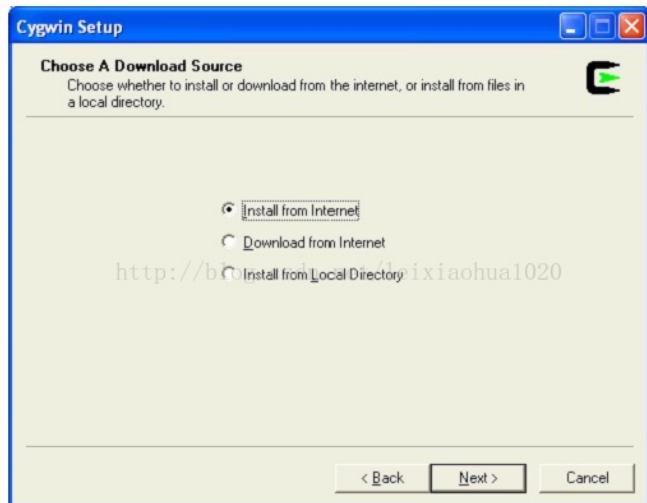 Cygwin Setup
Choose A Download Source
Choose whether to install or download from the internet, or install from files in
a local directory.
Install from Internet
Download from Internet
Install from Local Directory
< Back
Next >
Cancel